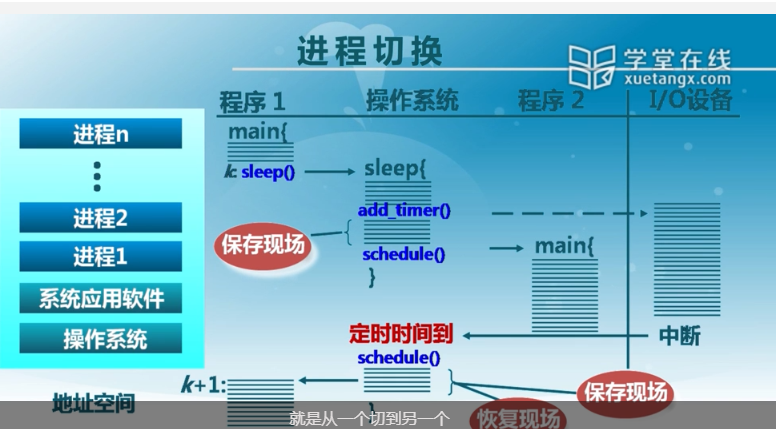 进程切换
学堂在线
xuetangx.com
程序1 操作系统 程序2 I/O设备
进程n
进程2
进程1
系统应用软件
操作系统
地址空间
main{
k: sleep()
sleep{
add_timer()
保存现场
schedule()
}
main{
定时时间到
中断
schedule()
k+1:
}
保存现场
恢复现场
就是从一个切到另一个